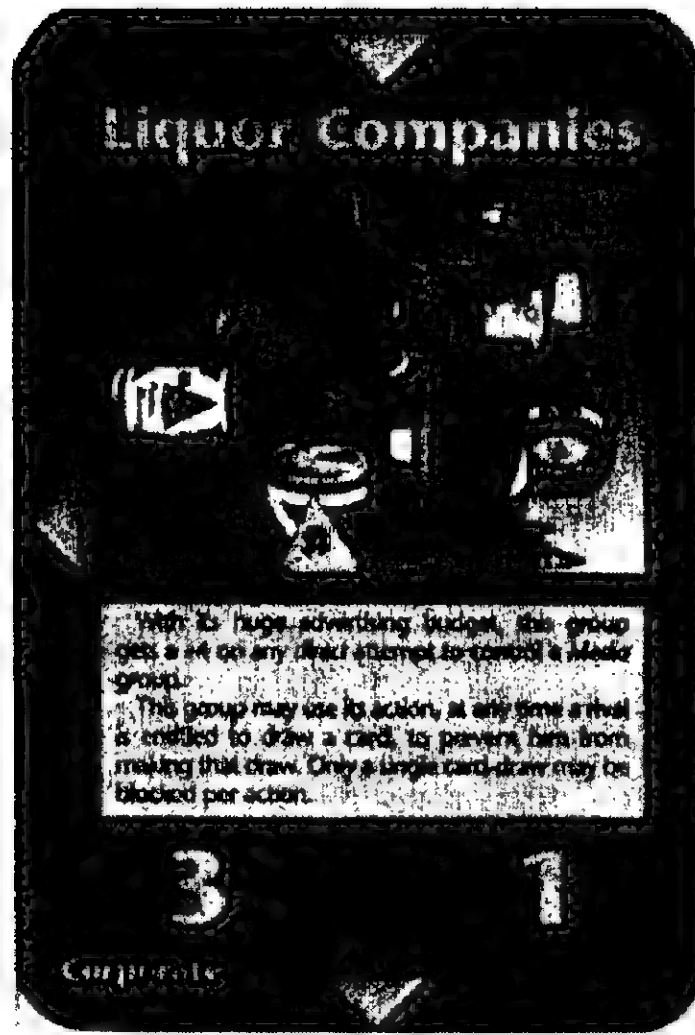 Liquor Companies
With its huge advertising budget, this group
gets a +4 on any direct attempt to control a Media
group.
This group may use its action, at any time a rival
is entitled to draw a card, to prevent him from
making that draw. Only a single card-draw may be
blocked per action.
3 1
Corporate